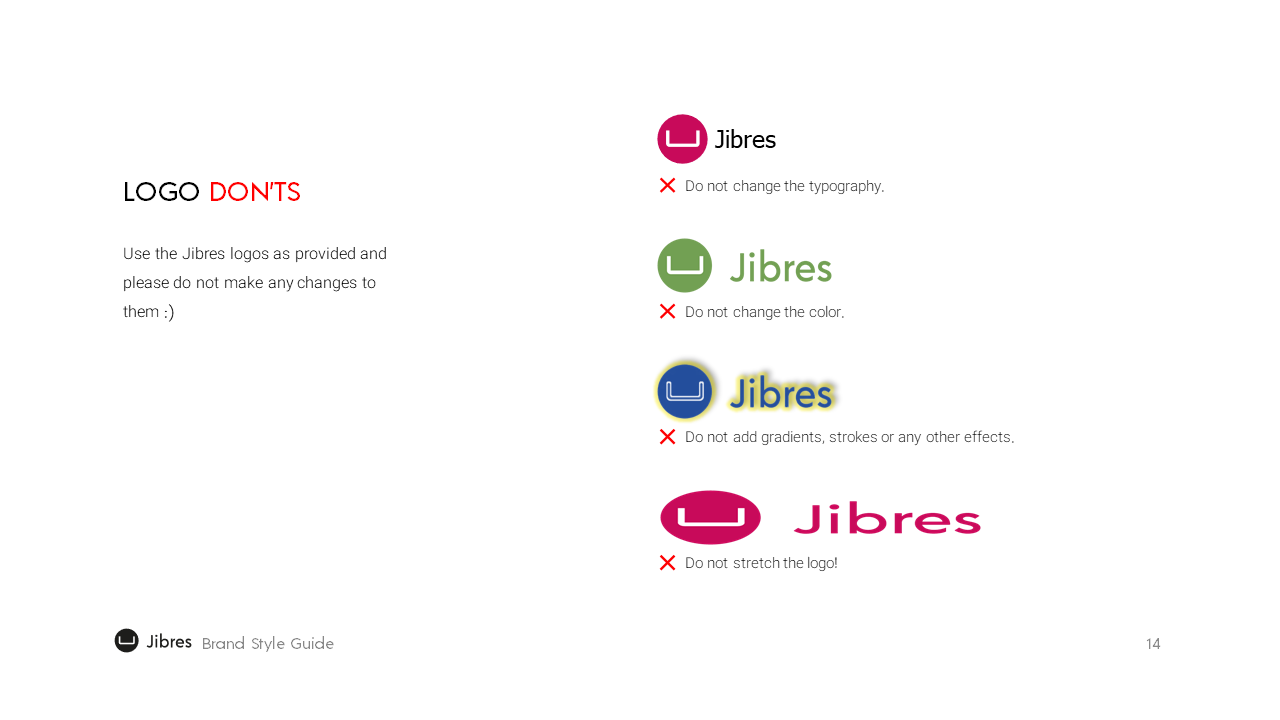 LOGO DON'TS
Use the Jibres logos as provided and
please do not make any changes to
them :)
Jibres
Do not change the typography.
Jibres
Do not change the color.
Jibres
Do not add gradients, strokes or any other effects.
Jibres
Do not stretch the logo!
Jibres Brand Style Guide
14